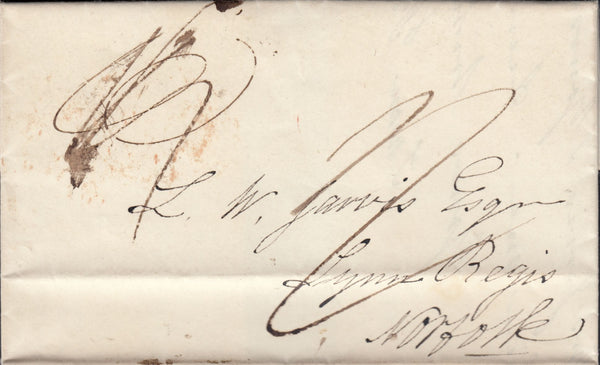 L. W. Jarvis Esqr
Lynn Regis
Norfolk